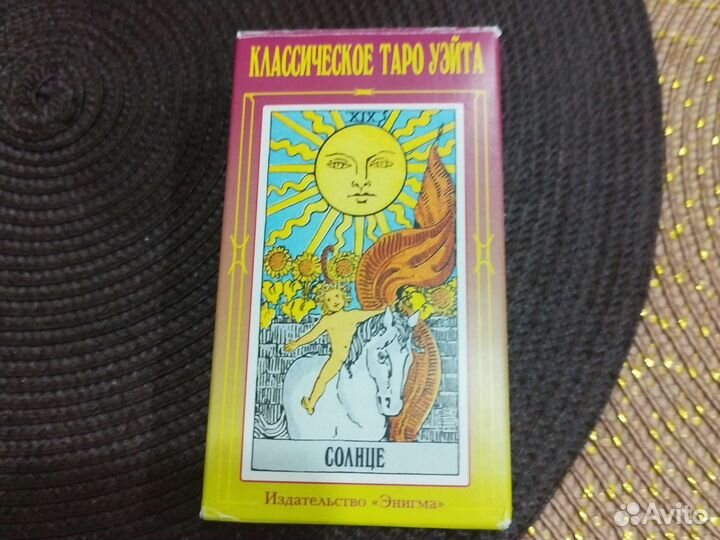 КЛАССИЧЕСКОЕ ТАРО УЭЙТА
XIX
СОЛНЦЕ
Издательство «Энигма»
Avito